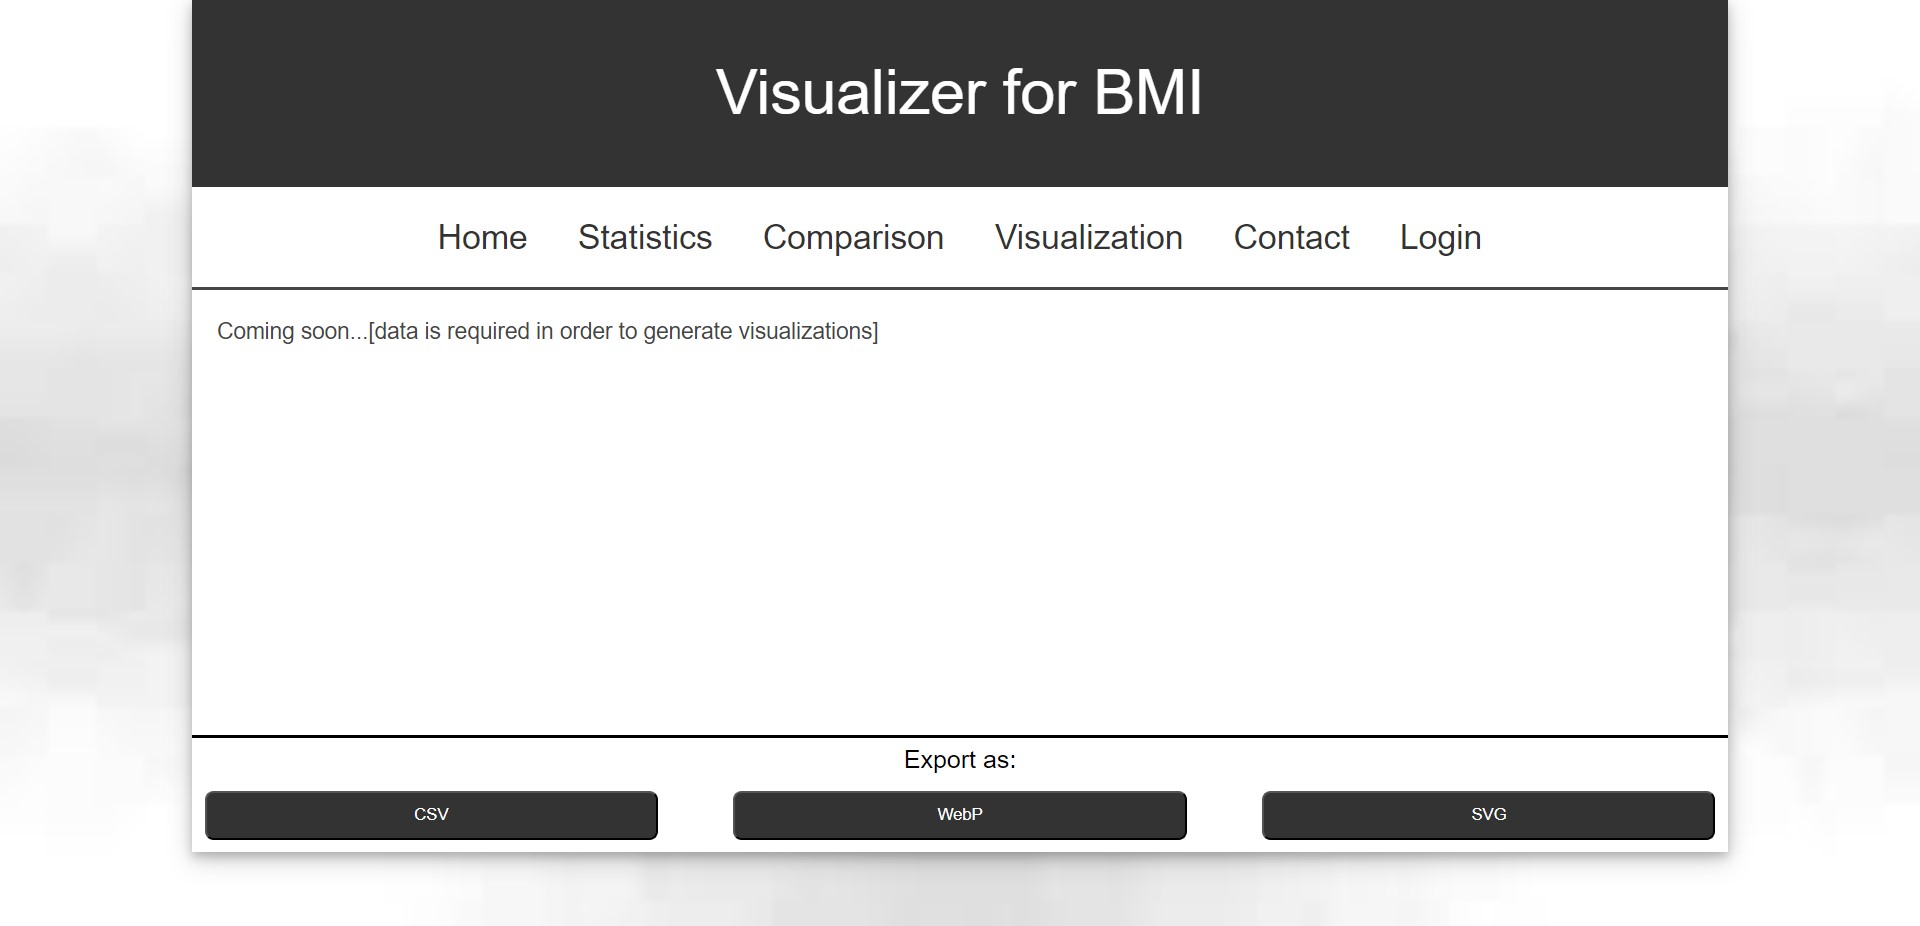 Visualizer for BMI
Home Statistics Comparison Visualization Contact Login
Coming soon...[data is required in order to generate visualizations]
Export as:
CSV WebP SVG